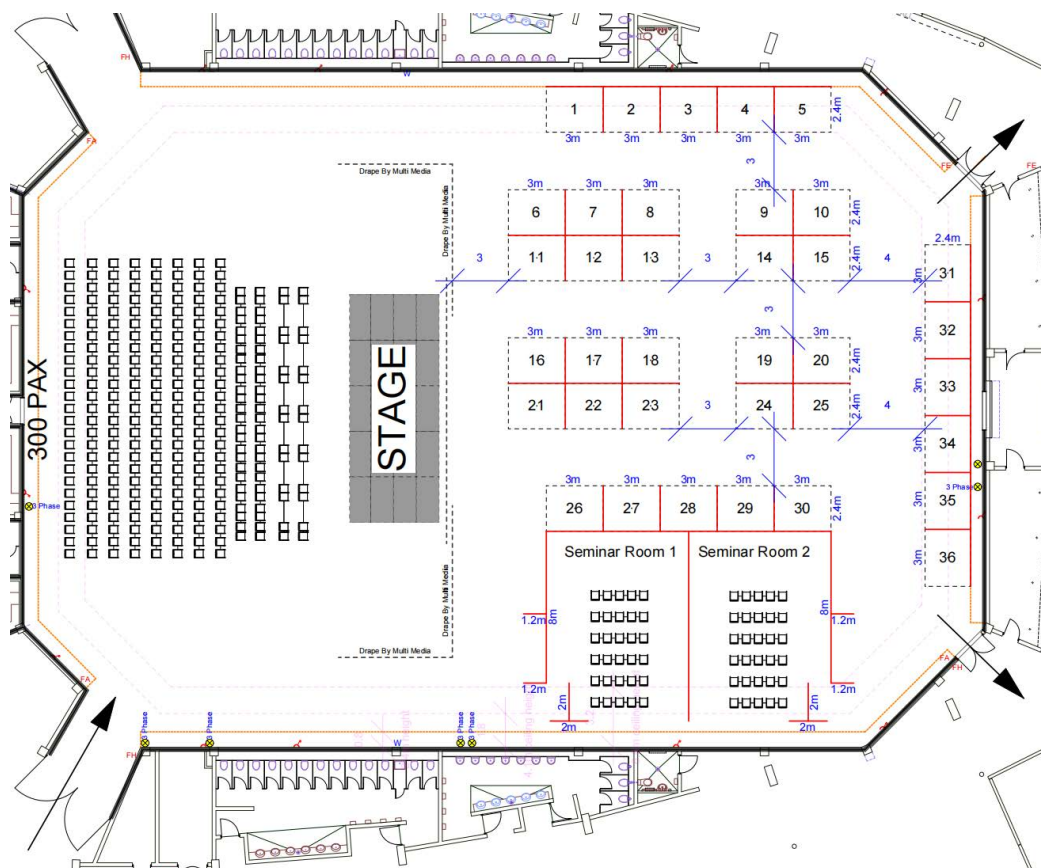 FH
W
1 2 3 4 5
2.4m
3m 3m 3m 3m 3m
FA
FE
FE
3
Drape By Multi Media
Drape By Multi Media
3m 3m 3m 3m 3m
6 7 8 9 10
2.4m
11 12 13 14 15
2.4m
3 3 4
2.4m
31
3m
3
32
3m
3m 3m 3m 3m 3m
16 17 18 19 20
2.4m
33
3m
21 22 23 24 25
2.4m
3 4
34
3m
300 PAX
STAGE
3
3 Phase
3 Phase
3m 3m 3m 3m 3m
26 27 28 29 30
2.4m
35
3m
Seminar Room 1 Seminar Room 2
36
3m
Drape By Multi Media
Drape By Multi Media
1.2m
8m
8m
1.2m
FA
FA
FH
1.2m
1.2m
2m
2m
2m
2m
3 Phase
3 Phase
3 Phase
FH
W